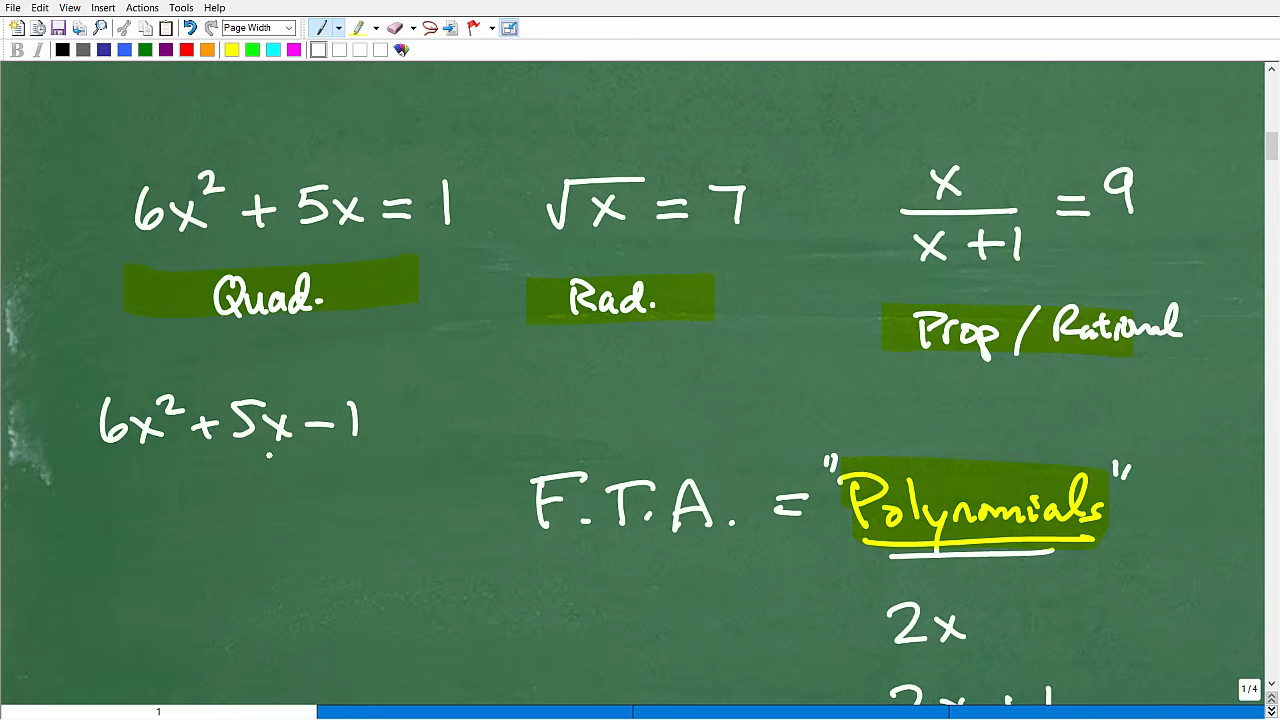 File Edit View Insert Actions Tools Help
Page Width
B I
6x² + 5x = 1
Quad.
√x = 7
Rad.
x/(x + 1) = 9
Prop / Rational
6x² + 5x - 1
F.T.A. = "Polynomials"
2x
1/4
1